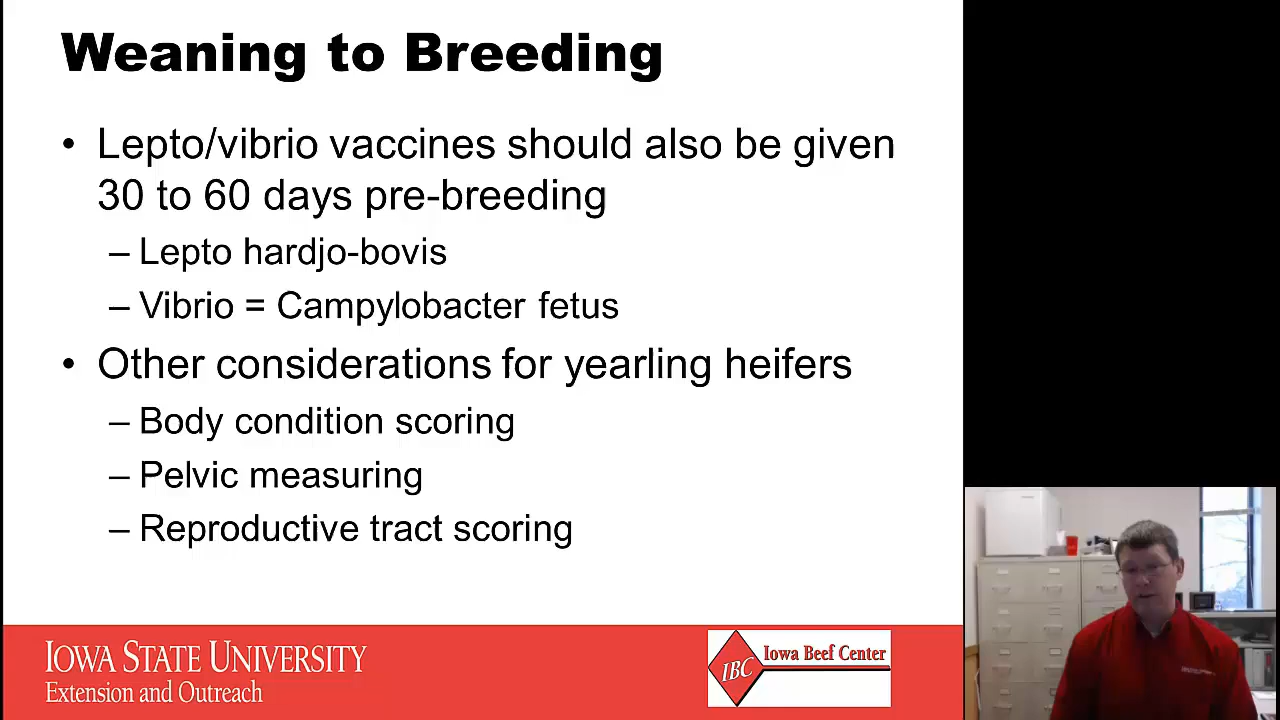 Weaning to Breeding
• Lepto/vibrio vaccines should also be given
30 to 60 days pre-breeding
– Lepto hardjo-bovis
– Vibrio = Campylobacter fetus
• Other considerations for yearling heifers
– Body condition scoring
– Pelvic measuring
– Reproductive tract scoring
IOWA STATE UNIVERSITY
Extension and Outreach
IBC
Iowa Beef Center